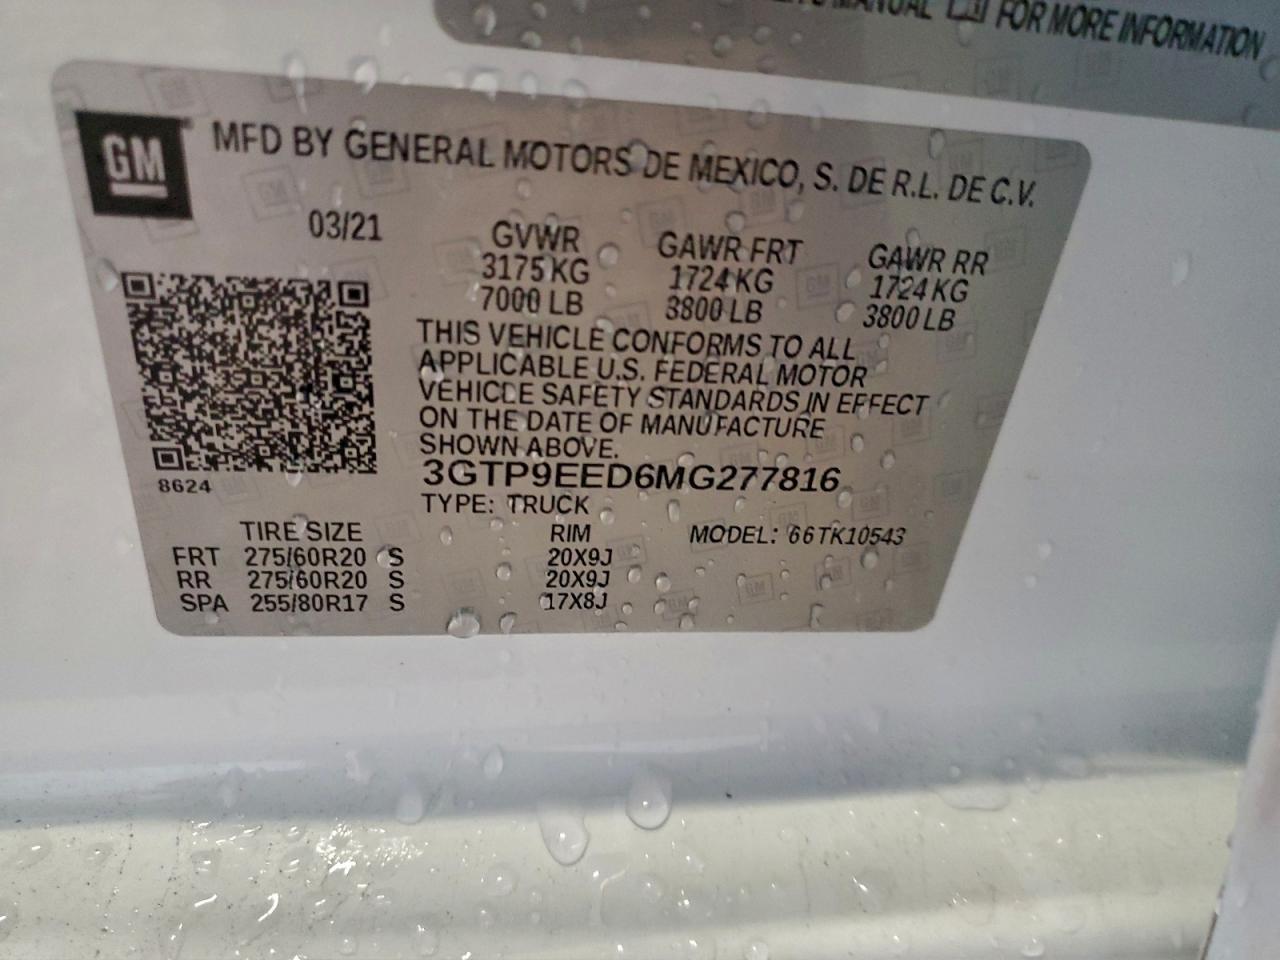 MANUAL FOR MORE INFORMATION
GM
MFD BY GENERAL MOTORS DE MEXICO, S. DE R.L. DE C.V.
03/21
GVWR GAWR FRT GAWR RR
3175 KG 1724 KG 1724 KG
7000 LB 3800 LB 3800 LB
THIS VEHICLE CONFORMS TO ALL
APPLICABLE U.S. FEDERAL MOTOR
VEHICLE SAFETY STANDARDS IN EFFECT
ON THE DATE OF MANUFACTURE
SHOWN ABOVE.
3GTP9EED6MG277816
8624
TYPE: TRUCK
TIRE SIZE RIM MODEL: 66TK10543
FRT 275/60R20 S 20X9J
RR 275/60R20 S 20X9J
SPA 255/80R17 S 17X8J